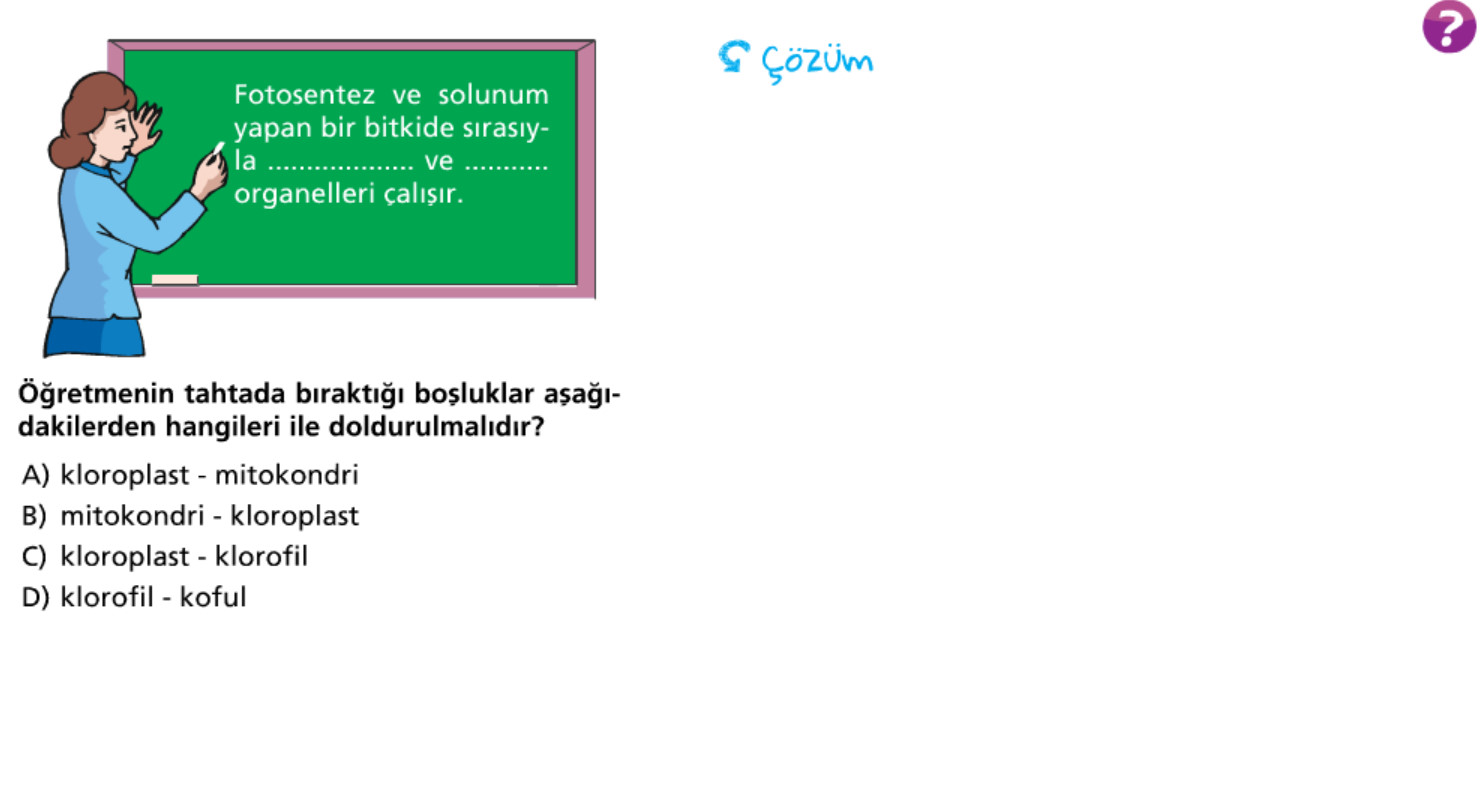 Fotosentez ve solunum
yapan bir bitkide sırasıy-
la ................... ve ...........
organelleri çalışır.
Öğretmenin tahtada bıraktığı boşluklar aşağı-
dakilerden hangileri ile doldurulmalıdır?
A) kloroplast - mitokondri
B) mitokondri - kloroplast
C) kloroplast - klorofil
D) klorofil - koful
Çözüm
?